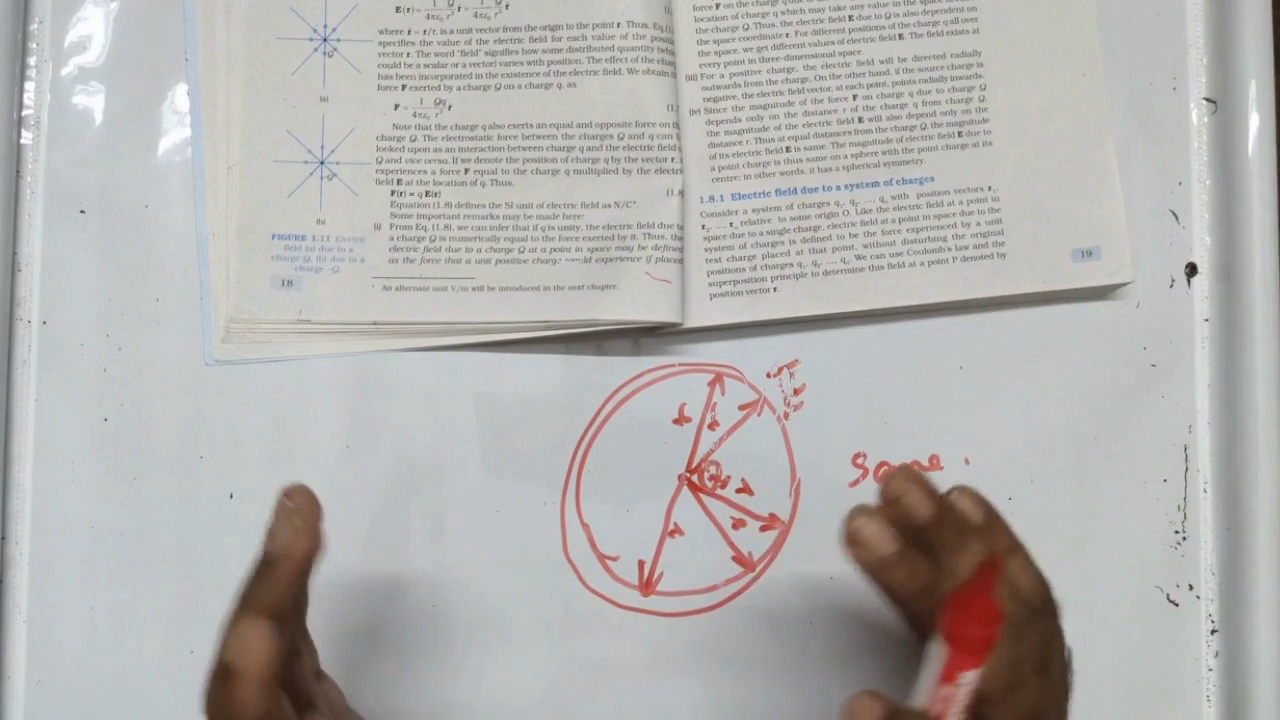 E(r) = 1/4πε₀ Q/r² r̂ = 1/4πε₀ Q/r² r̂
where r̂ = r/r, is a unit vector from the origin to the point r. Thus, Eq.
specifies the value of the electric field for each value of the
vector r. The word "field" signifies how some distributed quantity
could be a scalar or a vector) varies with position. The effect of the
has been incorporated in the existence of the electric field. We obtain
force F exerted by a charge Q on a charge q, as
F = 1/4πε₀ Qq/r² r̂
Note that the charge q also exerts an equal and opposite force on
charge Q. The electrostatic force between the charges Q and q can
looked upon as an interaction between charge q and the electric field
Q and vice versa. If we denote the position of charge q by the vector r,
experiences a force F equal to the charge q multiplied by the
field E at the location of q. Thus,
F(r) = q E(r) (1.8
Equation (1.8) defines the SI unit of electric field as N/C*.
Some important remarks may be made here:
(i) From Eq. (1.8), we can infer that if q is unity, the electric field due
a charge Q is numerically equal to the force exerted by it. Thus, the
electric field due to a charge Q at a point in space may be defined
as the force that a unit positive charge would experience if placed
* An alternate unit V/m will be introduced in the next chapter.
(a)
(b)
FIGURE 1.11 Electric
field (a) due to a
charge Q, (b) due to a
charge -Q.
18
force F on the charge q
location of charge q which may take any value in the space
the charge Q. Thus, the electric field E due to Q is also dependent on
the space coordinate r. For different positions of the charge q all over
the space, we get different values of electric field E. The field exists at
every point in three-dimensional space.
(iii) For a positive charge, the electric field will be directed radially
outwards from the charge. On the other hand, if the source charge is
negative, the electric field vector, at each point, points radially inwards.
(iv) Since the magnitude of the force F on charge q due to charge Q
depends only on the distance r of the charge q from charge Q,
the magnitude of the electric field E will also depend only on the
distance r. Thus at equal distances from the charge Q, the magnitude
of its electric field E is same. The magnitude of electric field E due to
a point charge is thus same on a sphere with the point charge at its
centre; in other words, it has a spherical symmetry.
1.8.1 Electric field due to a system of charges
Consider a system of charges q₁, q₂, ..., qₙ with position vectors r₁,
r₂, ..., rₙ relative to some origin O. Like the electric field at a point in
space due to a single charge, electric field at a point in space due to the
system of charges is defined to be the force experienced by a unit
test charge placed at that point, without disturbing the original
positions of charges q₁, q₂, ..., qₙ. We can use Coulomb's law and the
superposition principle to determine this field at a point P denoted by
position vector r.
19
E
r r
Q
r
r
r
Same.